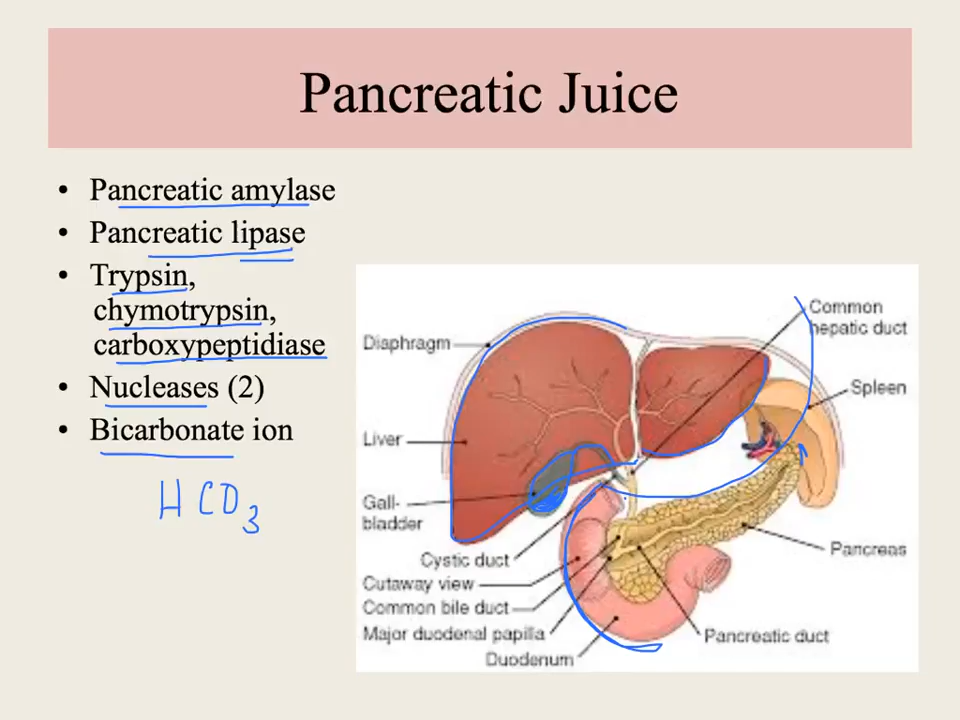 Pancreatic Juice
• Pancreatic amylase
• Pancreatic lipase
• Trypsin,
chymotrypsin,
carboxypeptidiase
• Nucleases (2)
• Bicarbonate ion
HCO3
Common
hepatic duct
Diaphragm
Spleen
Liver
Gall-
bladder
Cystic duct
Pancreas
Cutaway view
Common bile duct
Major duodenal papilla
Pancreatic duct
Duodenum